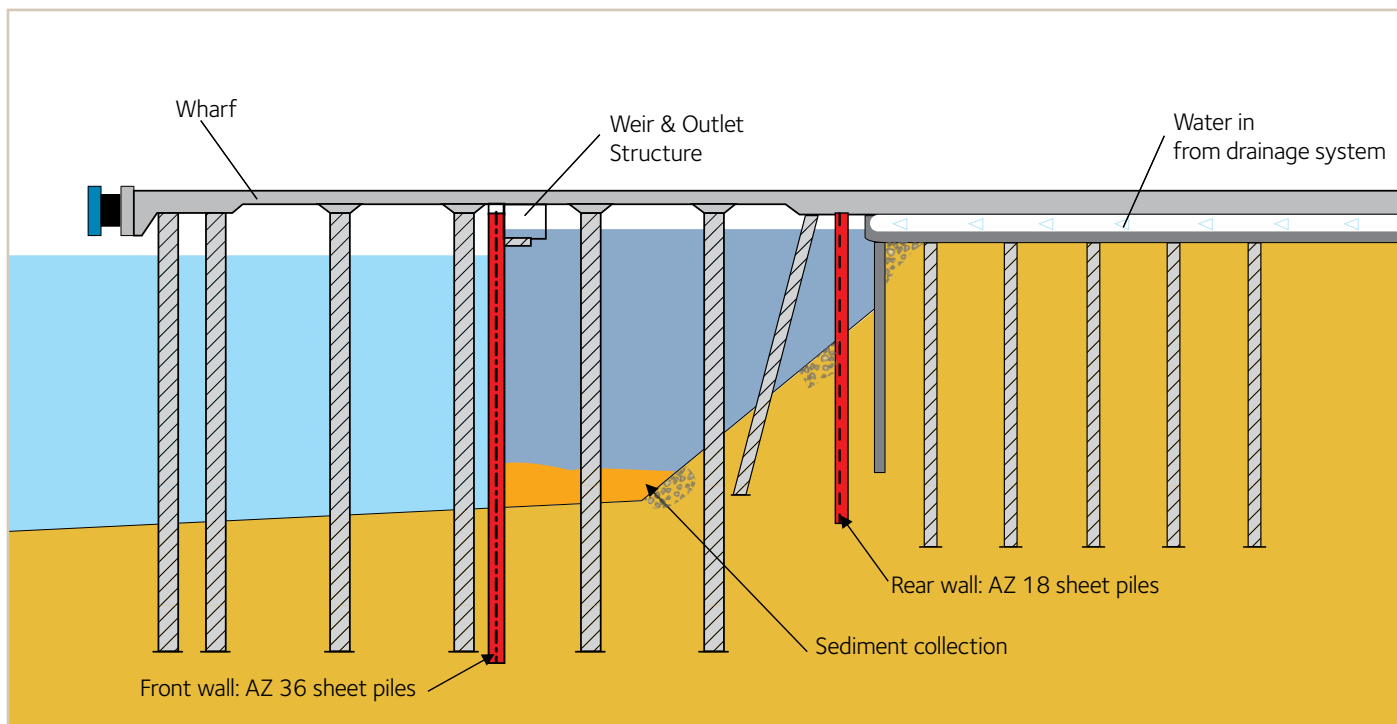 Wharf
Weir & Outlet
Structure
Water in
from drainage system
Rear wall: AZ 18 sheet piles
Sediment collection
Front wall: AZ 36 sheet piles